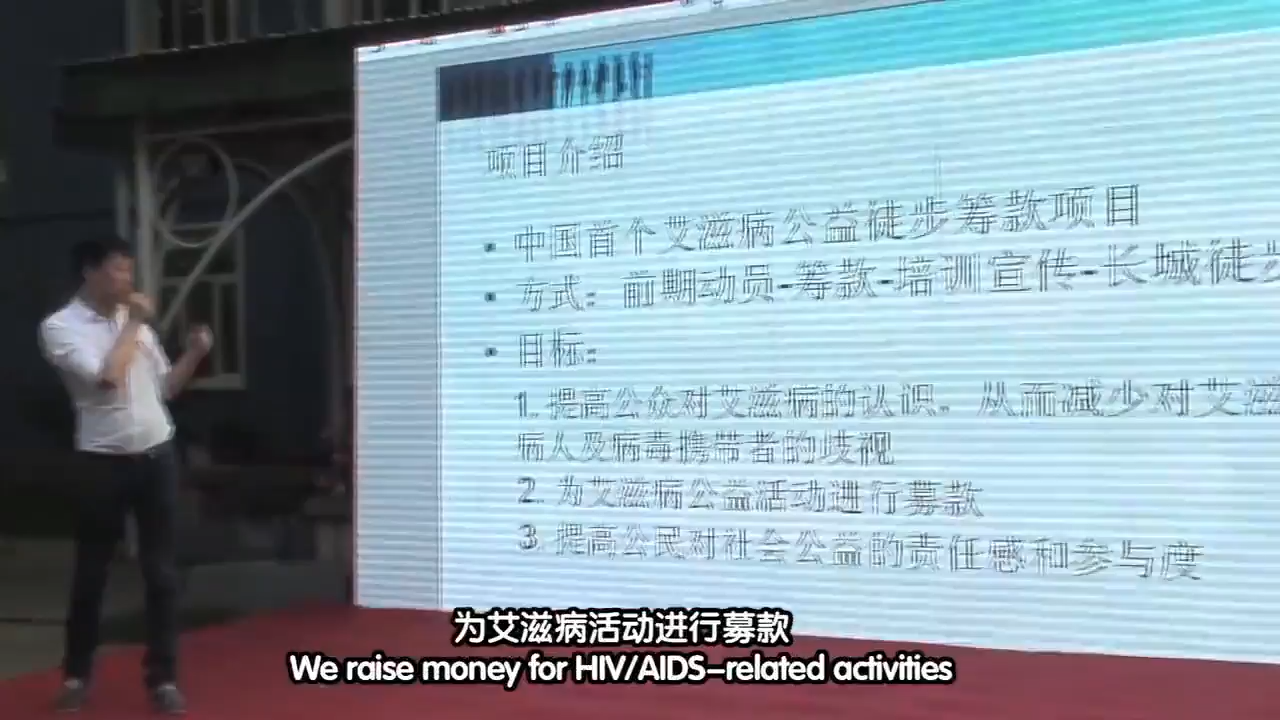 项目介绍
• 中国首个艾滋病公益徒步筹款项目
• 方式：前期动员-筹款-培训宣传-长城徒步
• 目标：
1. 提高公众对艾滋病的认识，从而减少对艾滋
病人及病毒携带者的歧视
2. 为艾滋病公益活动进行募款
3. 提高公民对社会公益的责任感和参与度
为艾滋病活动进行募款
We raise money for HIV/AIDS-related activities